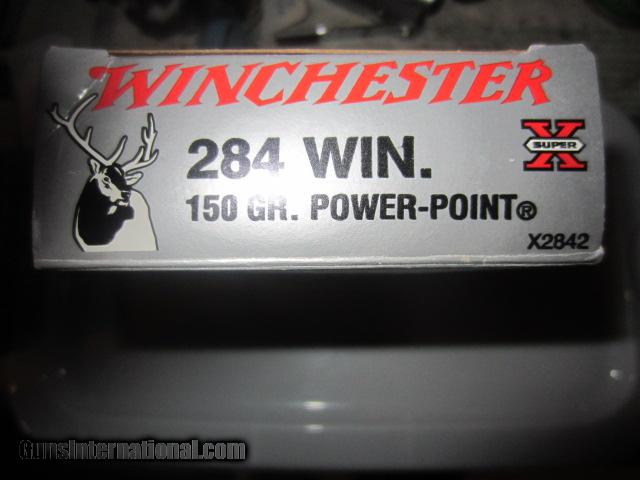 WINCHESTER
284 WIN.
X
SUPER
150 GR. POWER-POINT®
X2842
GunsInternational.com